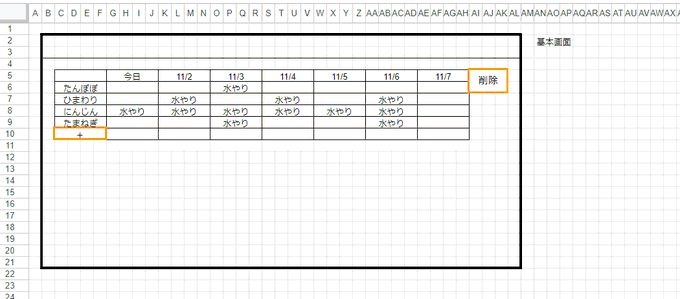 A B C D E F G H I J K L M N O P Q R S T U V W X Y Z AA AB AC AD AE AF AG AH AI AJ AK AL AM AN AO AP AQ AR AS AT AU AV AW AX
1
2 基本画面
3
4
5 今日 11/2 11/3 11/4 11/5 11/6 11/7 削除
6 たんぽぽ 水やり
7 ひまわり 水やり 水やり 水やり
8 にんじん 水やり 水やり 水やり 水やり 水やり 水やり
9 たまねぎ 水やり 水やり
10 +
11
12
13
14
15
16
17
18
19
20
21
22
23
24